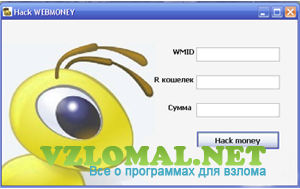 Hack WEBMONEY
WMID
R кошелек
Сумма
Hack money
VZLOMAL.NET
Все о программах для взлома